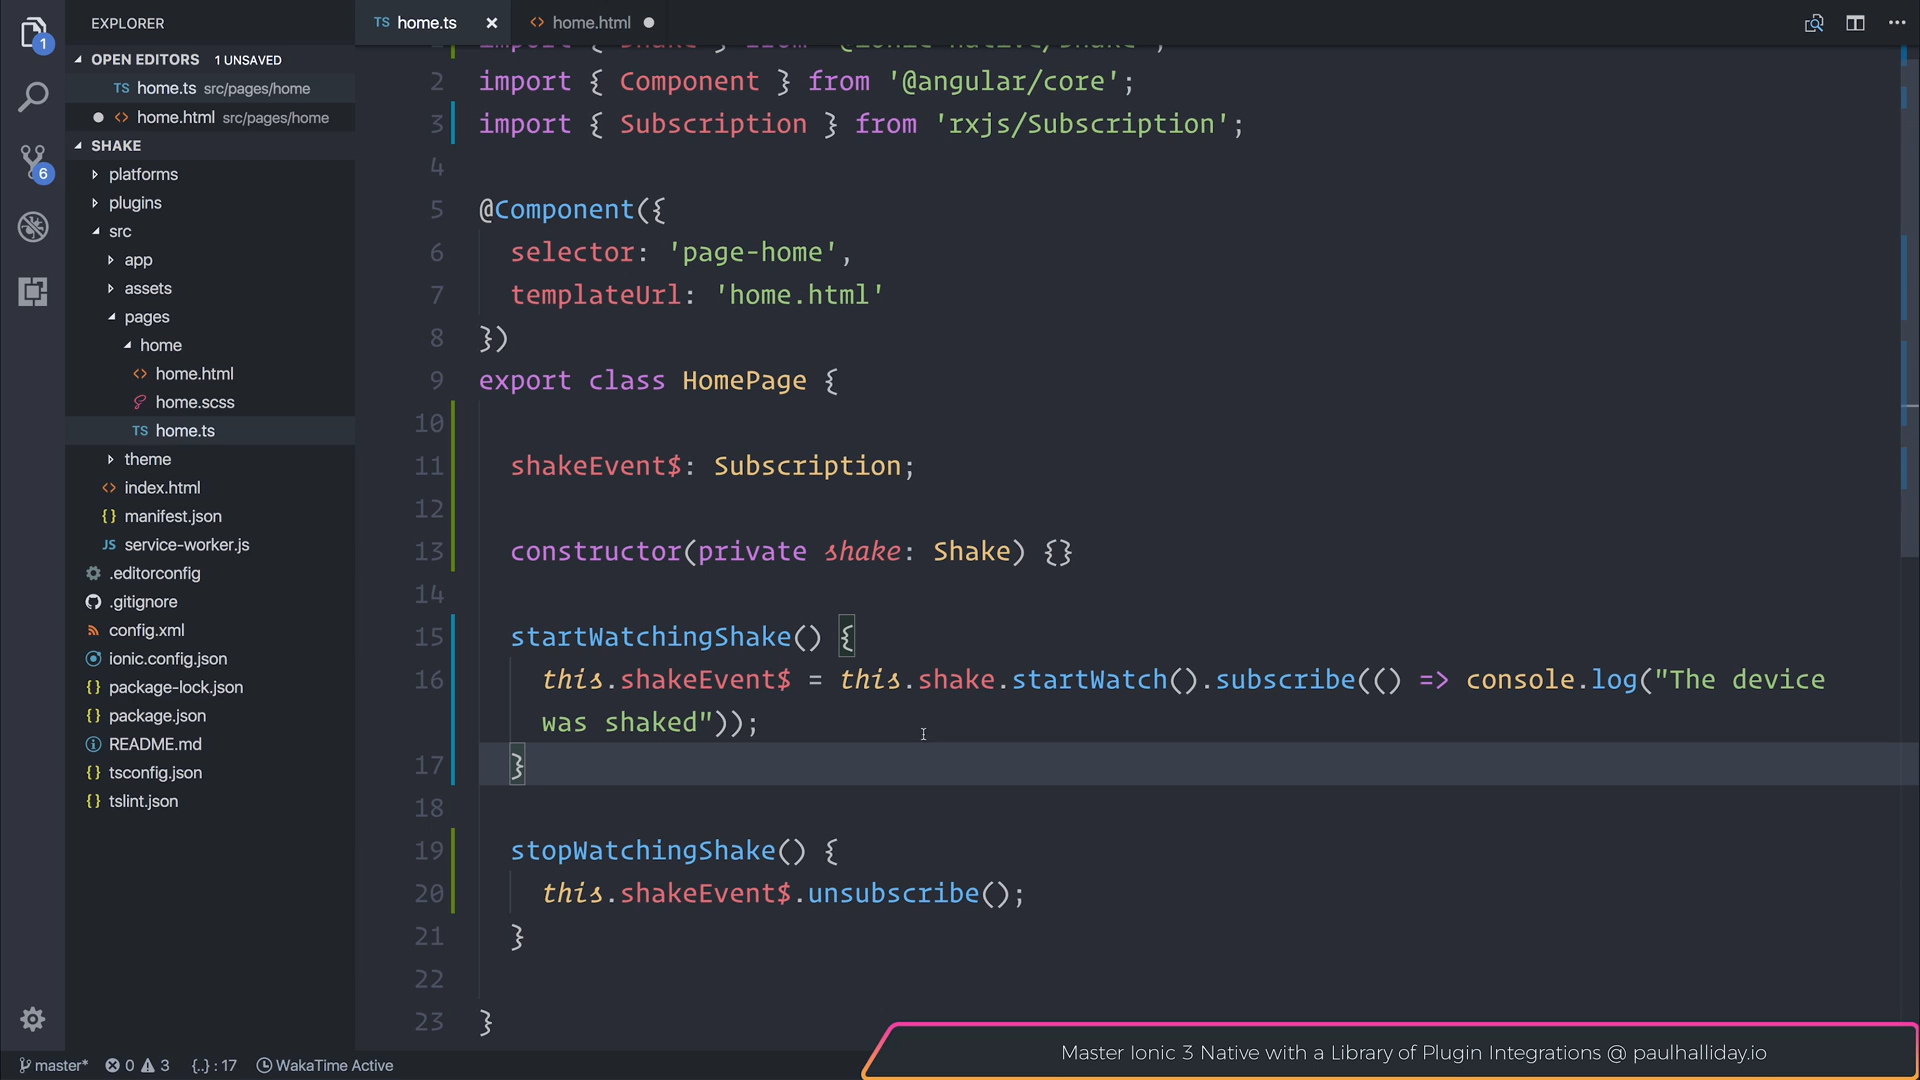 EXPLORER
OPEN EDITORS 1 UNSAVED
TS home.ts src/pages/home
<> home.html src/pages/home
SHAKE
platforms
plugins
src
app
assets
pages
home
<> home.html
home.scss
TS home.ts
theme
<> index.html
{} manifest.json
JS service-worker.js
.editorconfig
.gitignore
config.xml
ionic.config.json
{} package-lock.json
{} package.json
README.md
{} tsconfig.json
{} tslint.json
1
6
TS home.ts ×
<> home.html
2 import { Component } from '@angular/core';
3 import { Subscription } from 'rxjs/Subscription';
4
5 @Component({
6 selector: 'page-home',
7 templateUrl: 'home.html'
8 })
9 export class HomePage {
10
11 shakeEvent$: Subscription;
12
13 constructor(private shake: Shake) {}
14
15 startWatchingShake() {
16 this.shakeEvent$ = this.shake.startWatch().subscribe(() => console.log("The device
was shaked"));
17 }
18
19 stopWatchingShake() {
20 this.shakeEvent$.unsubscribe();
21 }
22
23 }
master* 0 3 {..} : 17 WakaTime Active
Master Ionic 3 Native with a Library of Plugin Integrations @ paulhalliday.io